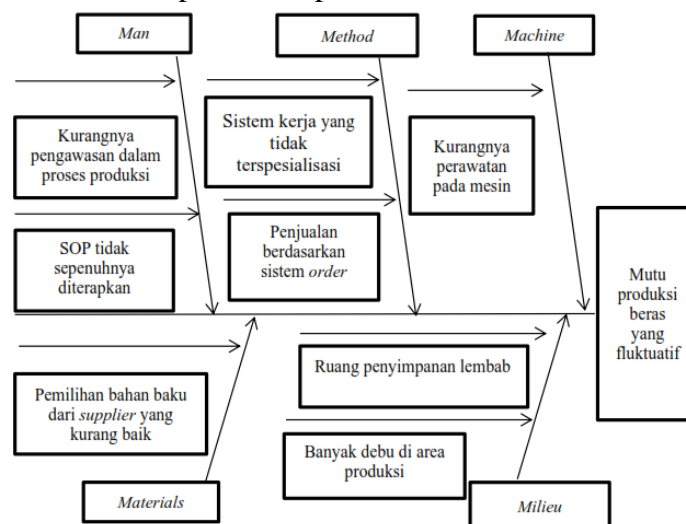 Man
Method
Machine
Kurangnya
pengawasan dalam
proses produksi
Sistem kerja yang
tidak
terspesialisasi
Kurangnya
perawatan
pada mesin
SOP tidak
sepenuhnya
diterapkan
Penjualan
berdasarkan
sistem order
Mutu
produksi
beras
yang
fluktuatif
Pemilihan bahan baku
dari supplier yang
kurang baik
Ruang penyimpanan lembab
Banyak debu di area
produksi
Materials
Milieu